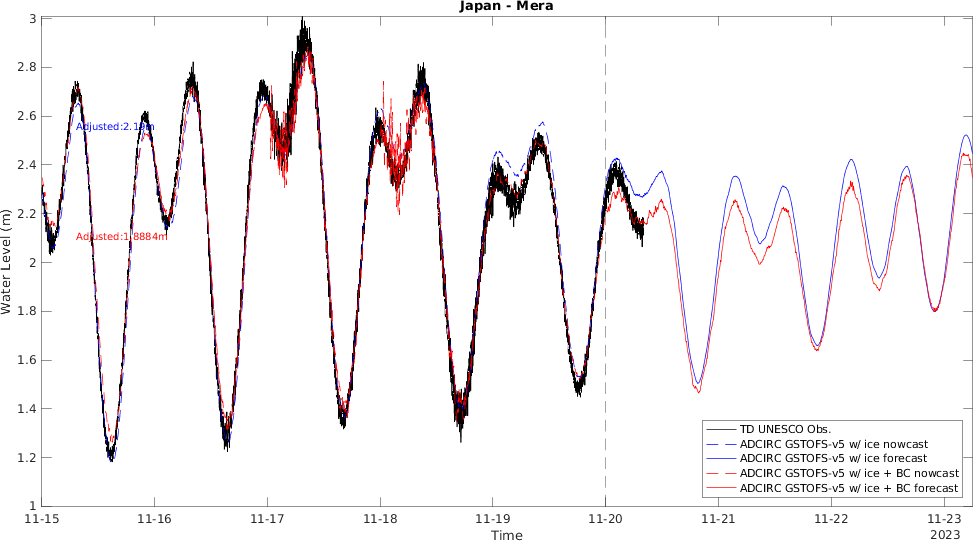 Japan - Mera
3
2.8
2.6
2.4
2.2
2
1.8
1.6
1.4
1.2
1
Water Level (m)
Adjusted:2.19m
Adjusted:1.8884m
TD UNESCO Obs.
ADCIRC GSTOFS-v5 w/ ice nowcast
ADCIRC GSTOFS-v5 w/ ice forecast
ADCIRC GSTOFS-v5 w/ ice + BC nowcast
ADCIRC GSTOFS-v5 w/ ice + BC forecast
11-15 11-16 11-17 11-18 11-19 11-20 11-21 11-22 11-23
Time
2023